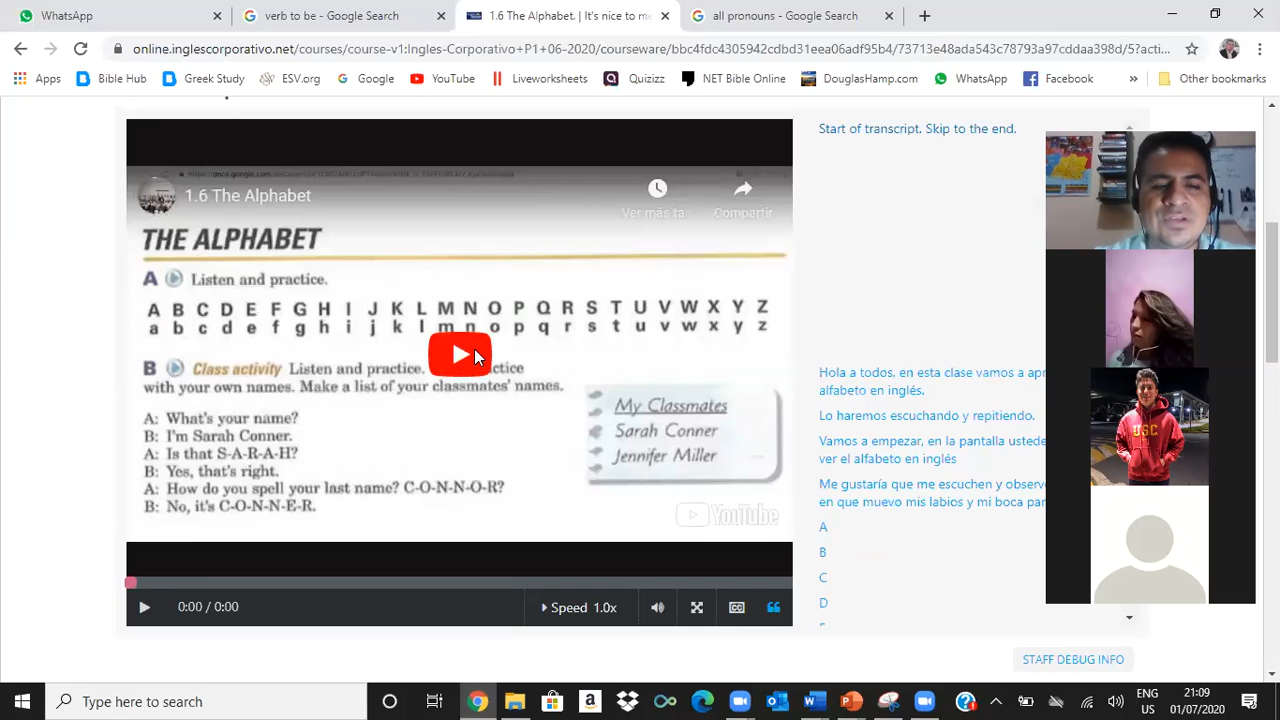 WhatsApp
verb to be - Google Search
1.6 The Alphabet. | It's nice to me
all pronouns - Google Search
online.inglescorporativo.net/courses/course-v1:Ingles-Corporativo+P1+06-2020/courseware/bbc4fdc4305342cbbd31eea06adf95b4/73713e48ada543c78793a97cddaa398d/5?acti...
Apps
Bible Hub
Greek Study
ESV.org
Google
YouTube
Liveworksheets
Quizizz
NET Bible Online
DouglasHamp.com
WhatsApp
Facebook
»
Other bookmarks
1.6 The Alphabet
Ver más ta
Compartir
THE ALPHABET
A Listen and practice.
A B C D E F G H I J K L M N O P Q R S T U V W X Y Z
a b c d e f g h i j k l m n o p q r s t u v w x y z
B Class activity Listen and practice.
with your own names. Make a list of your classmates' names.
A: What's your name?
B: I'm Sarah Conner.
A: Is that S-A-R-A-H?
B: Yes, that's right.
A: How do you spell your last name? C-O-N-N-O-R?
B: No, it's C-O-N-N-E-R.
My Classmates
Sarah Conner
Jennifer Miller
YouTube
0:00 / 0:00
Speed 1.0x
Start of transcript. Skip to the end.
Hola a todos, en esta clase vamos a apr
alfabeto en inglés.
Lo haremos escuchando y repitiendo.
Vamos a empezar, en la pantalla ustede
ver el alfabeto en inglés
Me gustaría que me escuchen y observe
en que muevo mis labios y mi boca par
A
B
C
D
USC
STAFF DEBUG INFO
Type here to search
ENG
US
21:09
01/07/2020